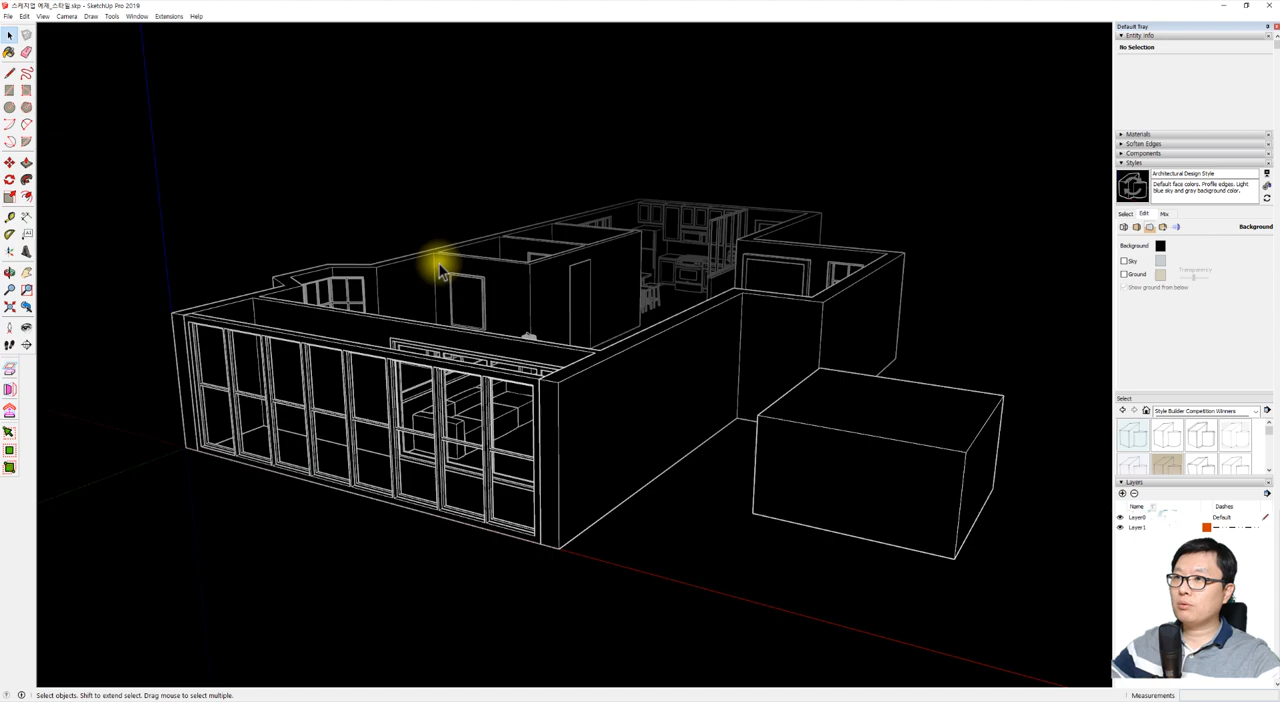 스케치업 예제_스타일.skp - SketchUp Pro 2019
File Edit View Camera Draw Tools Window Extensions Help
Default Tray
Entity Info
No Selection
Materials
Soften Edges
Components
Styles
Architectural Design Style
Default face colors. Profile edges. Light
blue sky and gray background color.
Select Edit Mix
Background
Background
Sky
Transparency
Ground
Show ground from below
Select
Style Builder Competition Winners
Layers
Name Dashes
Layer0 Default
Layer1
Select objects. Shift to extend select. Drag mouse to select multiple.
Measurements